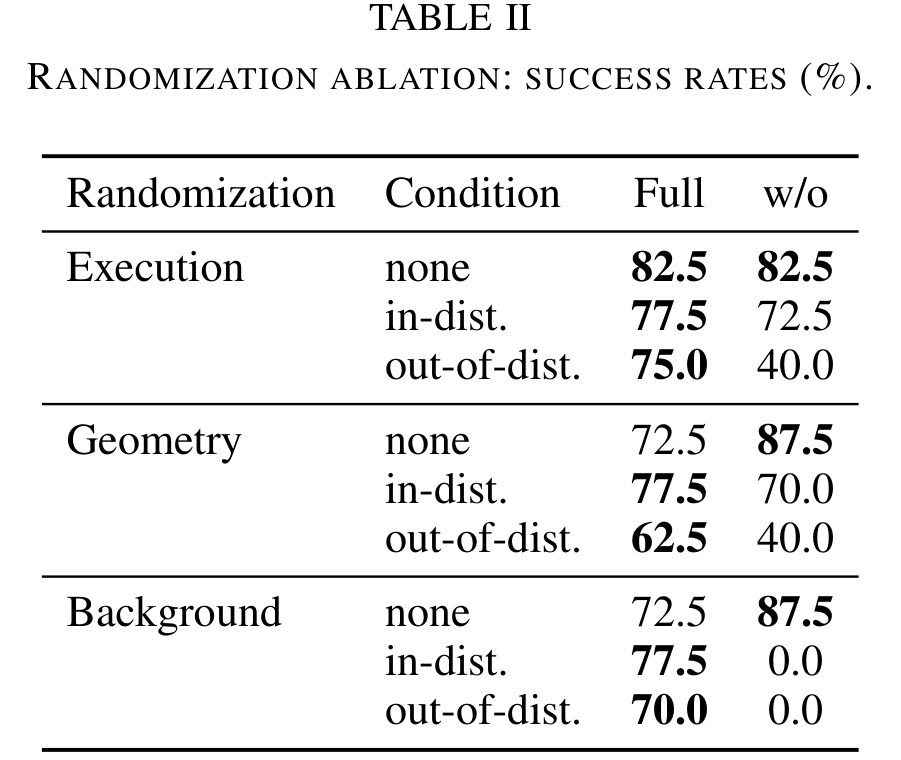 TABLE II
RANDOMIZATION ABLATION: SUCCESS RATES (%).
Randomization Condition Full w/o
Execution none 82.5 82.5
in-dist. 77.5 72.5
out-of-dist. 75.0 40.0
Geometry none 72.5 87.5
in-dist. 77.5 70.0
out-of-dist. 62.5 40.0
Background none 72.5 87.5
in-dist. 77.5 0.0
out-of-dist. 70.0 0.0